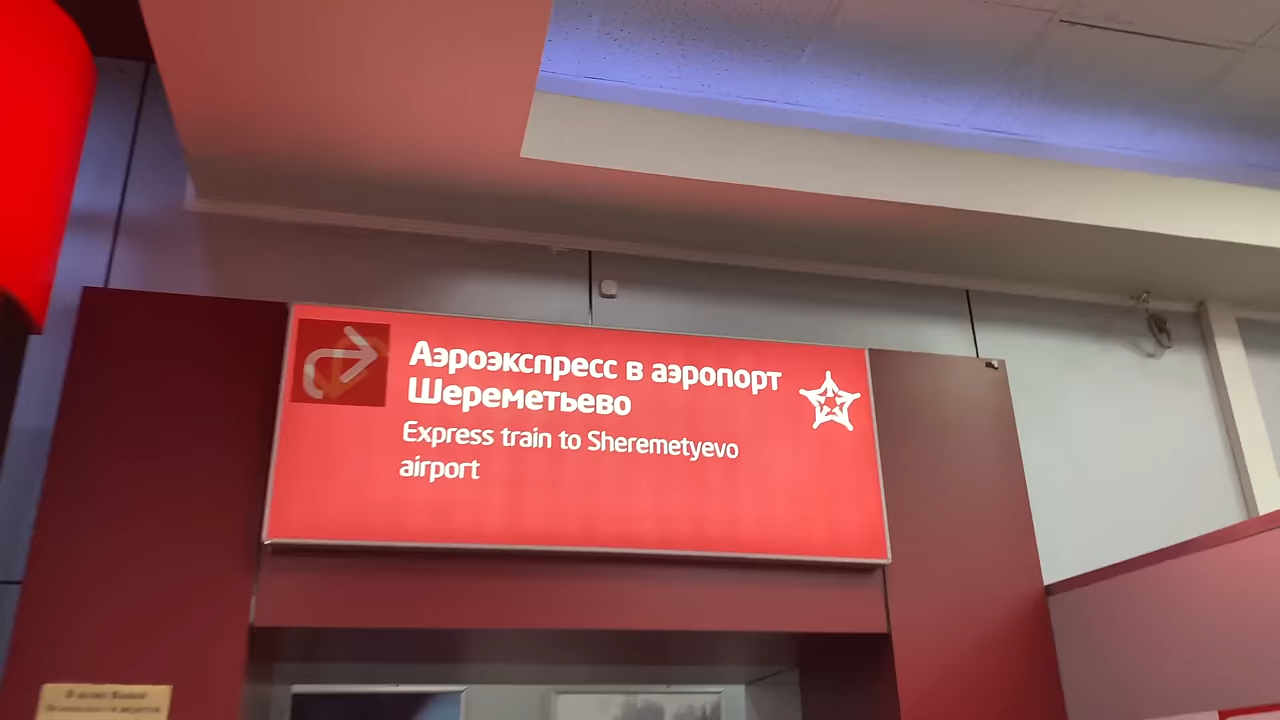 Аэроэкспресс в аэропорт
Шереметьево
Express train to Sheremetyevo
airport